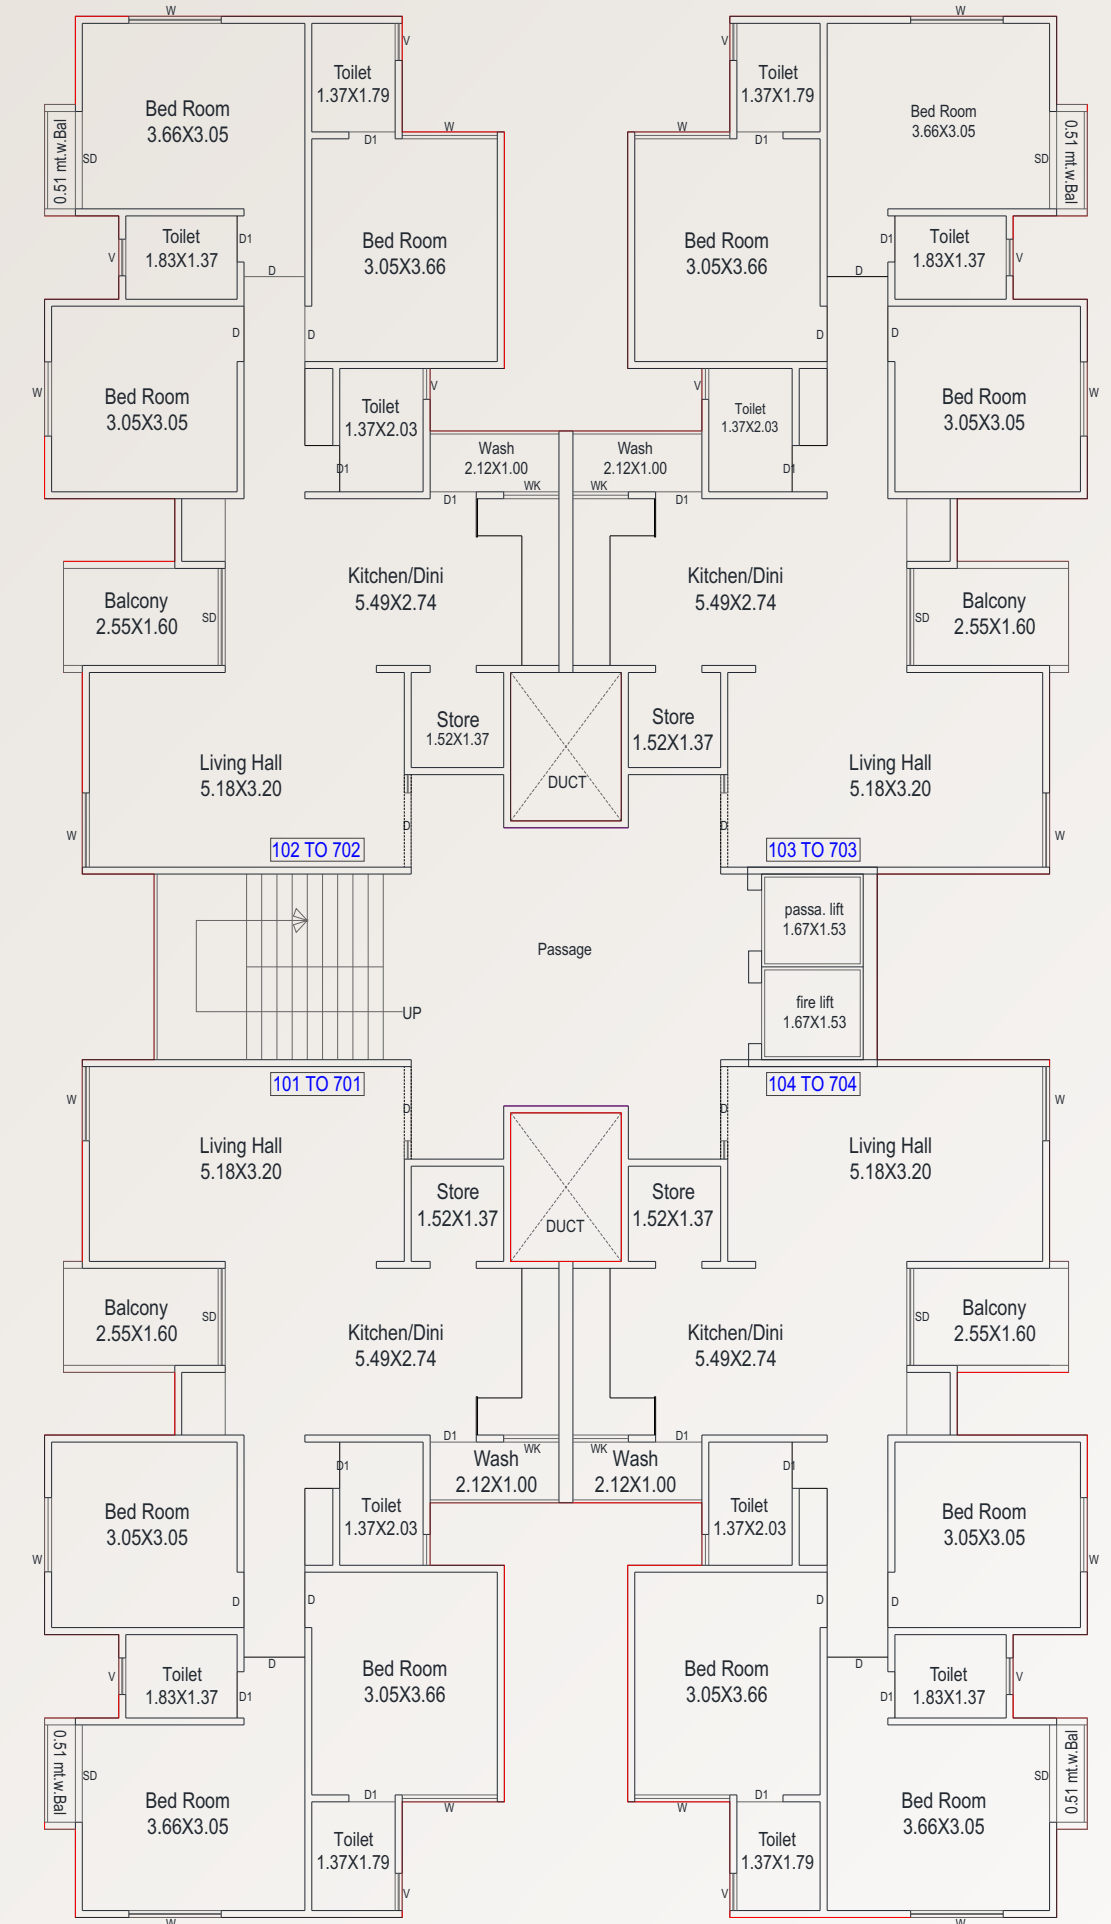 W
W
V
V
Toilet
1.37X1.79
Toilet
1.37X1.79
Bed Room
3.66X3.05
Bed Room
3.66X3.05
0.51 mt.w.Bal
SD
D1
W
W
D1
SD
0.51 mt.w.Bal
Toilet
1.83X1.37
D1
Bed Room
3.05X3.66
Bed Room
3.05X3.66
D1
Toilet
1.83X1.37
V
D
D
V
D
D
D
D
W
Bed Room
3.05X3.05
V
V
Bed Room
3.05X3.05
W
Toilet
1.37X2.03
Toilet
1.37X2.03
Wash
2.12X1.00
Wash
2.12X1.00
D1
D1
WK
WK
D1
D1
Kitchen/Dini
5.49X2.74
Kitchen/Dini
5.49X2.74
Balcony
2.55X1.60
SD
SD
Balcony
2.55X1.60
Store
1.52X1.37
Store
1.52X1.37
Living Hall
5.18X3.20
DUCT
Living Hall
5.18X3.20
W
D
D
W
102 TO 702
103 TO 703
passa. lift
1.67X1.53
Passage
fire lift
1.67X1.53
UP
101 TO 701
104 TO 704
W
D
D
W
Living Hall
5.18X3.20
Living Hall
5.18X3.20
Store
1.52X1.37
Store
1.52X1.37
DUCT
Balcony
2.55X1.60
SD
SD
Balcony
2.55X1.60
Kitchen/Dini
5.49X2.74
Kitchen/Dini
5.49X2.74
D1
D1
WK
WK
Wash
2.12X1.00
Wash
2.12X1.00
D1
D1
Toilet
1.37X2.03
Toilet
1.37X2.03
Bed Room
3.05X3.05
Bed Room
3.05X3.05
W
W
D
D
D
D
D
D
V
Toilet
1.83X1.37
D1
Bed Room
3.05X3.66
Bed Room
3.05X3.66
D1
Toilet
1.83X1.37
V
0.51 mt.w.Bal
SD
D1
D1
SD
0.51 mt.w.Bal
Bed Room
3.66X3.05
W
W
Bed Room
3.66X3.05
Toilet
1.37X1.79
Toilet
1.37X1.79
V
V
W
W